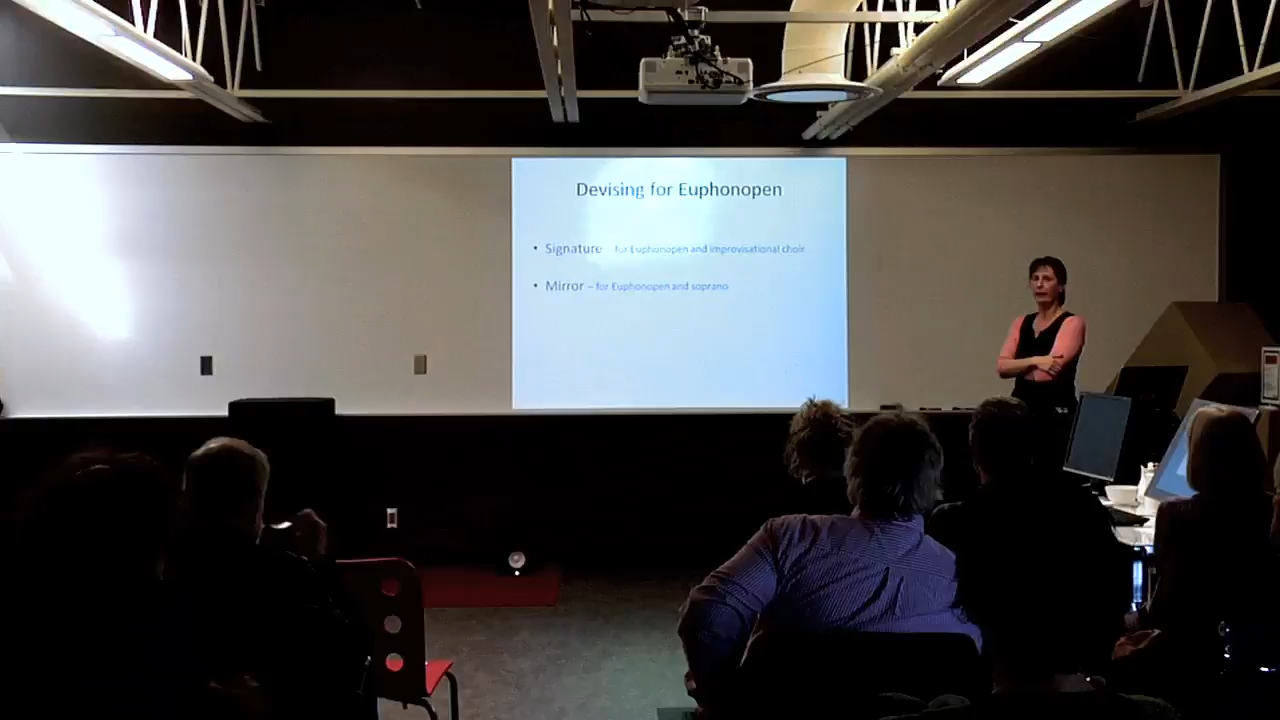 Devising for Euphonopen
• Signature – for Euphonopen and improvisational choir
• Mirror – for Euphonopen and soprano